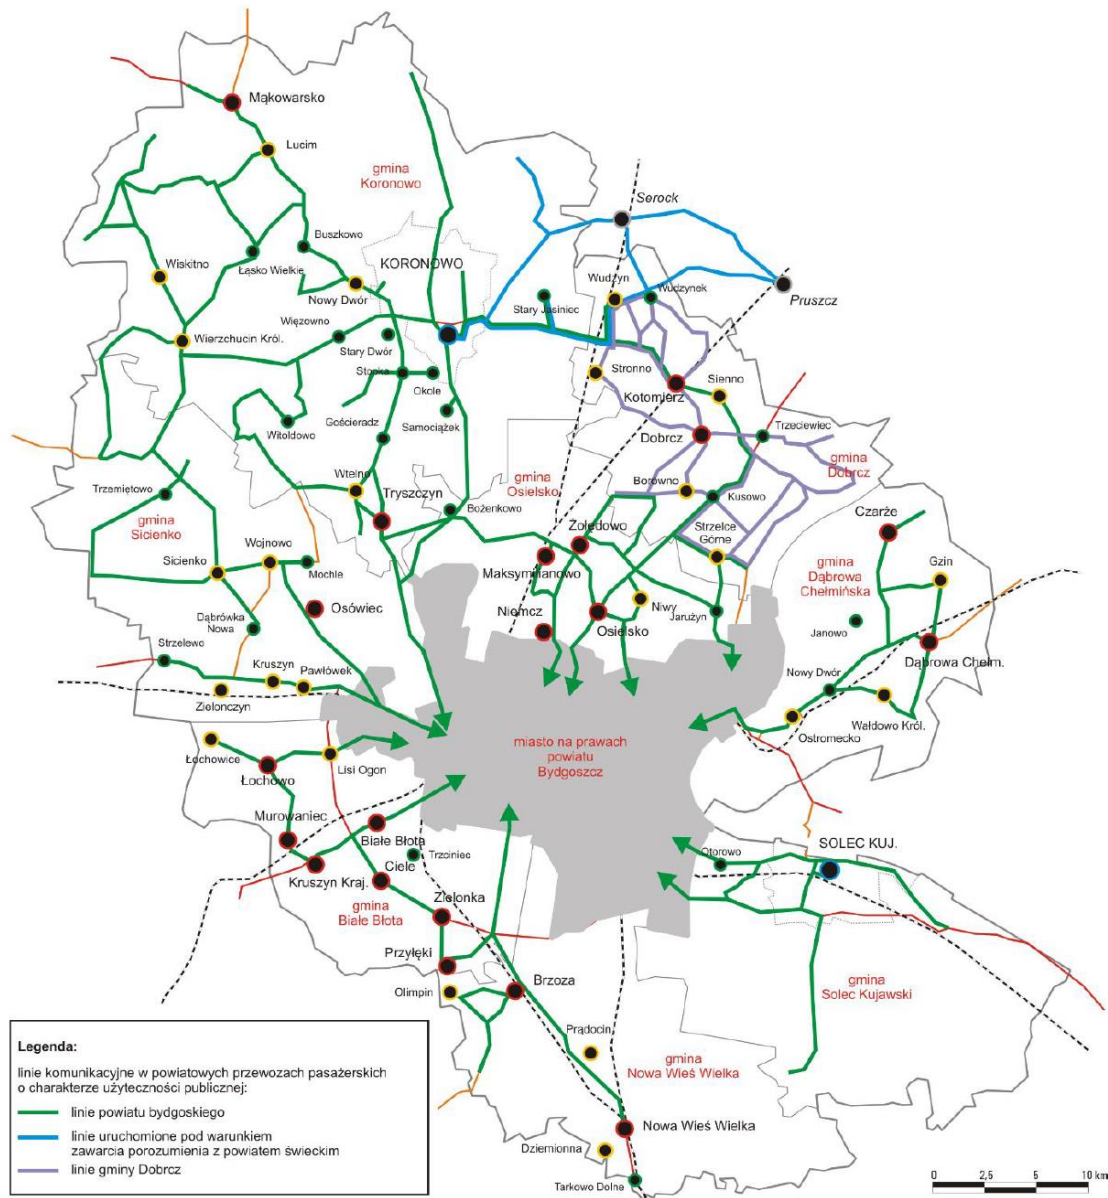 Mąkowarsko
Lucim
gmina
Koronowo
Serock
Buszkowo
KORONOWO
Wudzyn
Wudzynek
Pruszcz
Wiskitno
Łąsko Wielkie
Nowy Dwór
Stary Jasiniec
Więzowno
Wierzchucin Król.
Stary Dwór
Stronno
Sienno
Stopka
Okole
Kotomierz
Gościeradz
Samociążek
Witoldowo
Dobrcz
Trzeciewiec
gmina
Dobrcz
Wtelno
Tryszczyn
gmina
Osielsko
Borówno
Kusowo
Trzemiętowo
gmina
Sicienko
Bożenkowo
Żołędowo
Strzelce
Górne
Czarże
Sicienko
Wojnowo
Mochle
Maksymilianowo
gmina
Dąbrowa
Chełmińska
Gzin
Osówiec
Niemcz
Niwy
Jarużyn
Osielsko
Janowo
Dąbrówka
Nowa
Strzelewo
Kruszyn
Pawłówek
Dąbrowa Chełm.
Nowy Dwór
Zielonczyn
Wałdowo Król.
Ostromecko
miasto na prawach
powiatu
Bydgoszcz
Łochowice
Lisi Ogon
Łochowo
Murowaniec
Białe Błota
SOLEC KUJ.
Otorowo
Ciele
Trzciniec
Kruszyn Kraj.
gmina
Białe Błota
Zielonka
Przyłęki
Brzoza
Olimpin
gmina
Solec Kujawski
Prądocin
gmina
Nowa Wieś Wielka
Nowa Wieś Wielka
Dziemionna
Tarkowo Dolne
Legenda:
linie komunikacyjne w powiatowych przewozach pasażerskich
o charakterze użyteczności publicznej:
linie powiatu bydgoskiego
linie uruchomione pod warunkiem
zawarcia porozumienia z powiatem świeckim
linie gminy Dobrcz
0 2,5 5 10 km